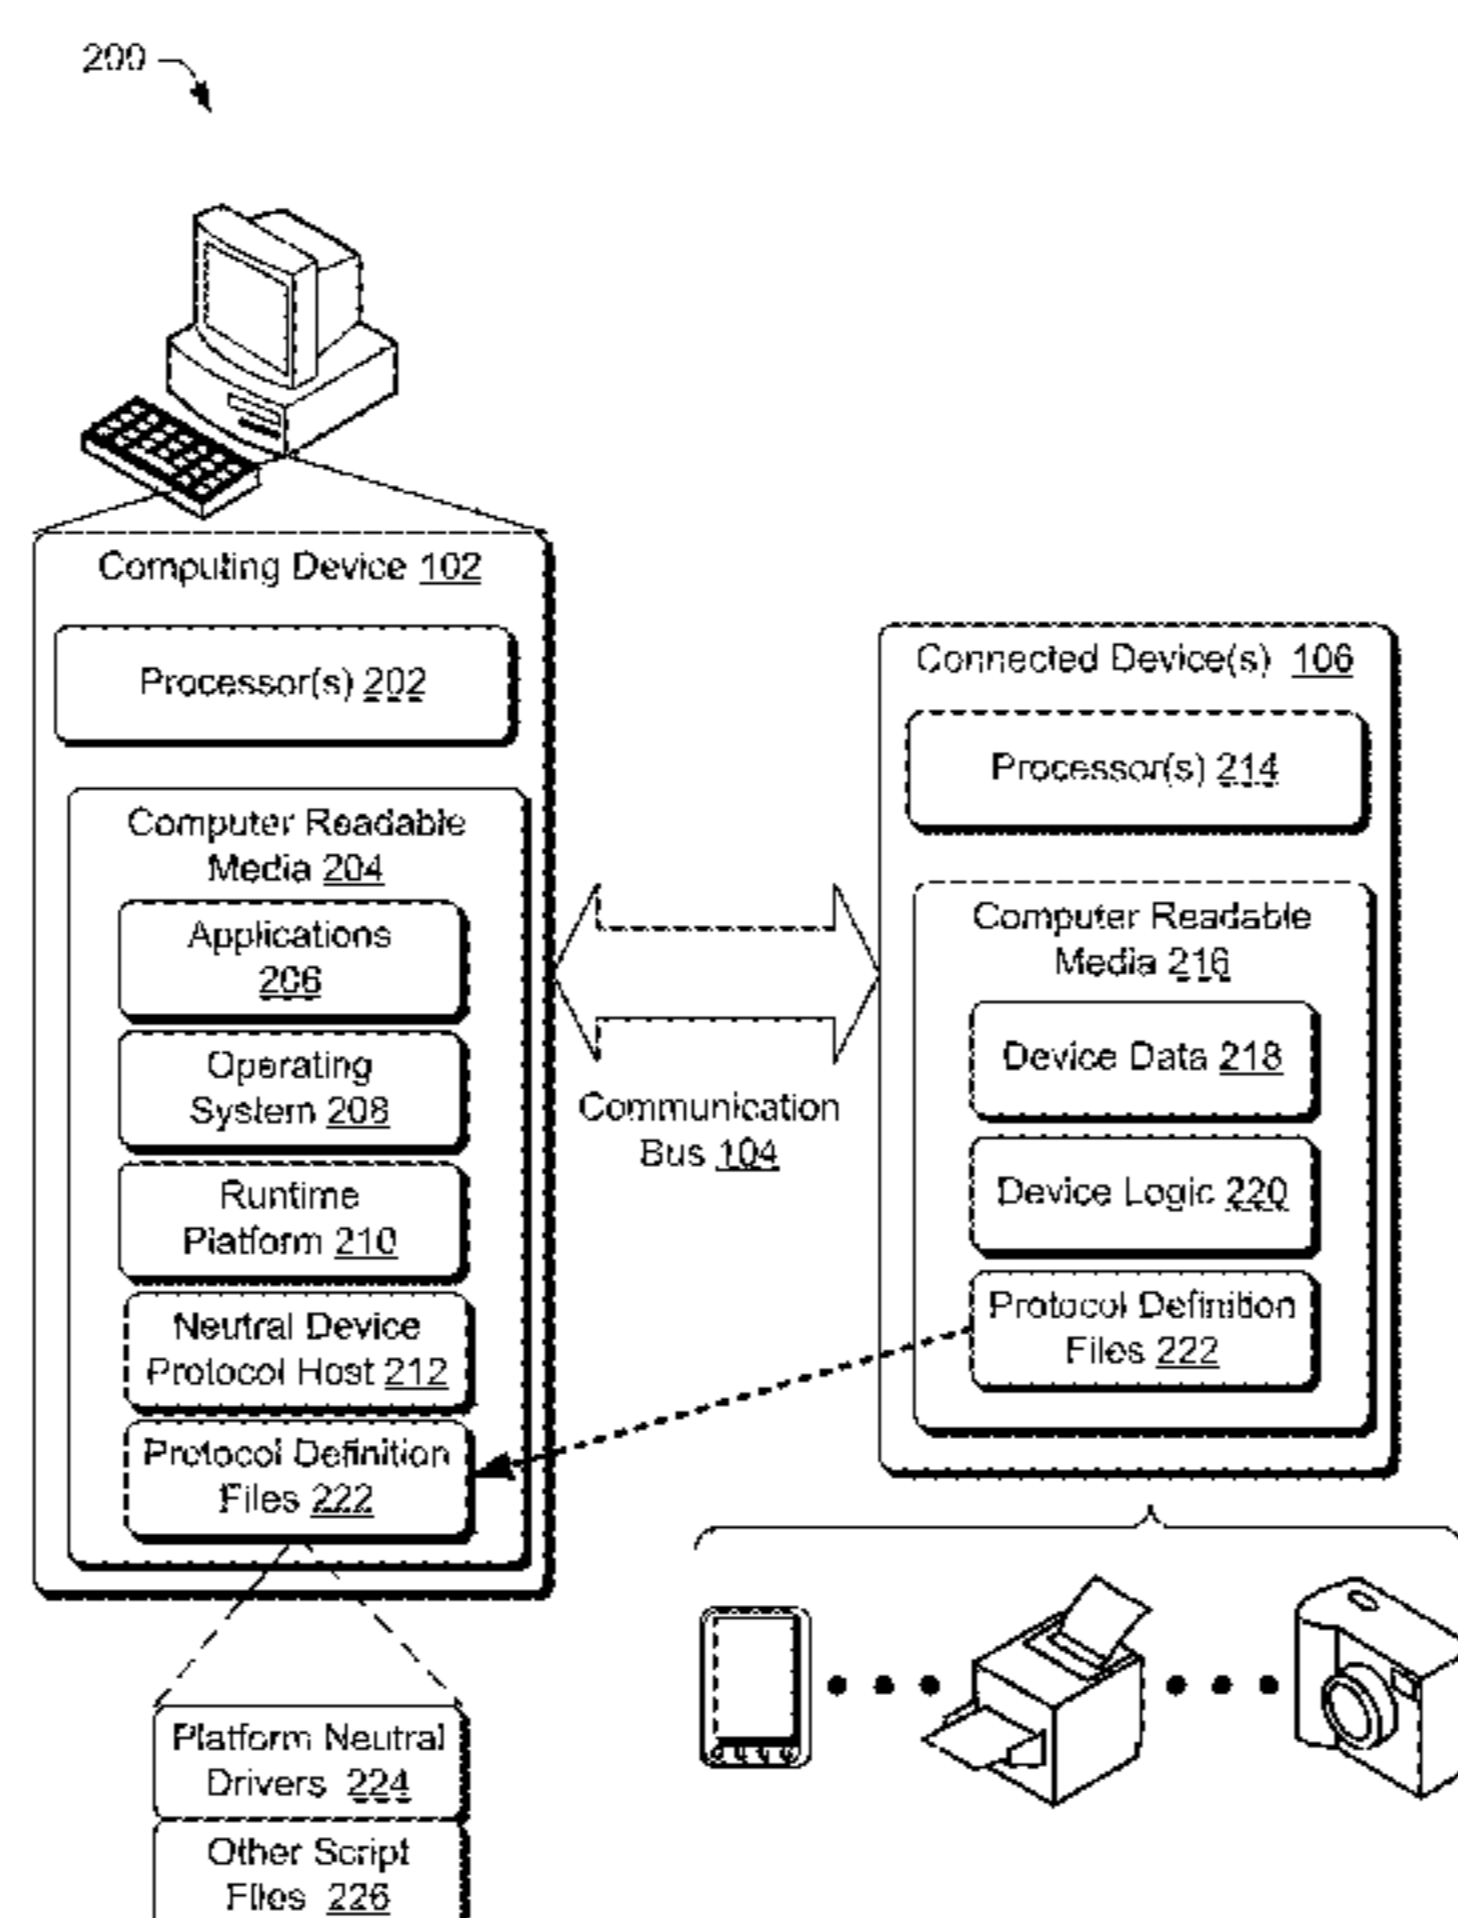 200
Computing Device 102
Processor(s) 202
Computer Readable
Media 204
Applications
206
Operating
System 208
Runtime
Platform 210
Neutral Device
Protocol Host 212
Protocol Definition
Files 222
Platform Neutral
Drivers 224
Other Script
Files 226
Communication
Bus 104
Connected Device(s) 106
Processor(s) 214
Computer Readable
Media 216
Device Data 218
Device Logic 220
Protocol Definition
Files 222